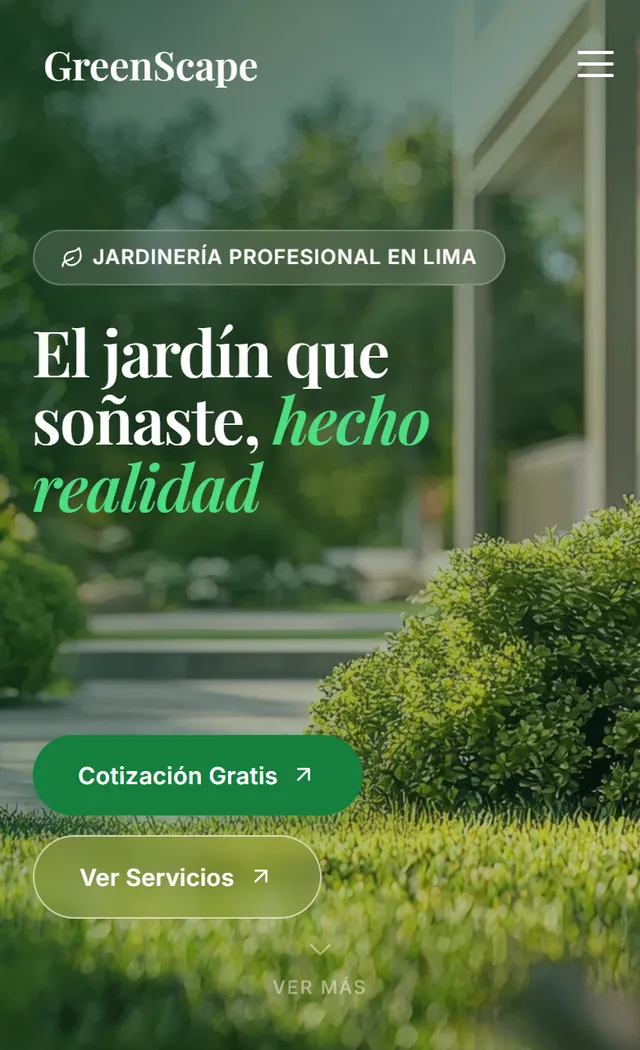 GreenScape
JARDINERÍA PROFESIONAL EN LIMA
El jardín que
soñaste, hecho
realidad
Cotización Gratis
Ver Servicios
VER MÁS